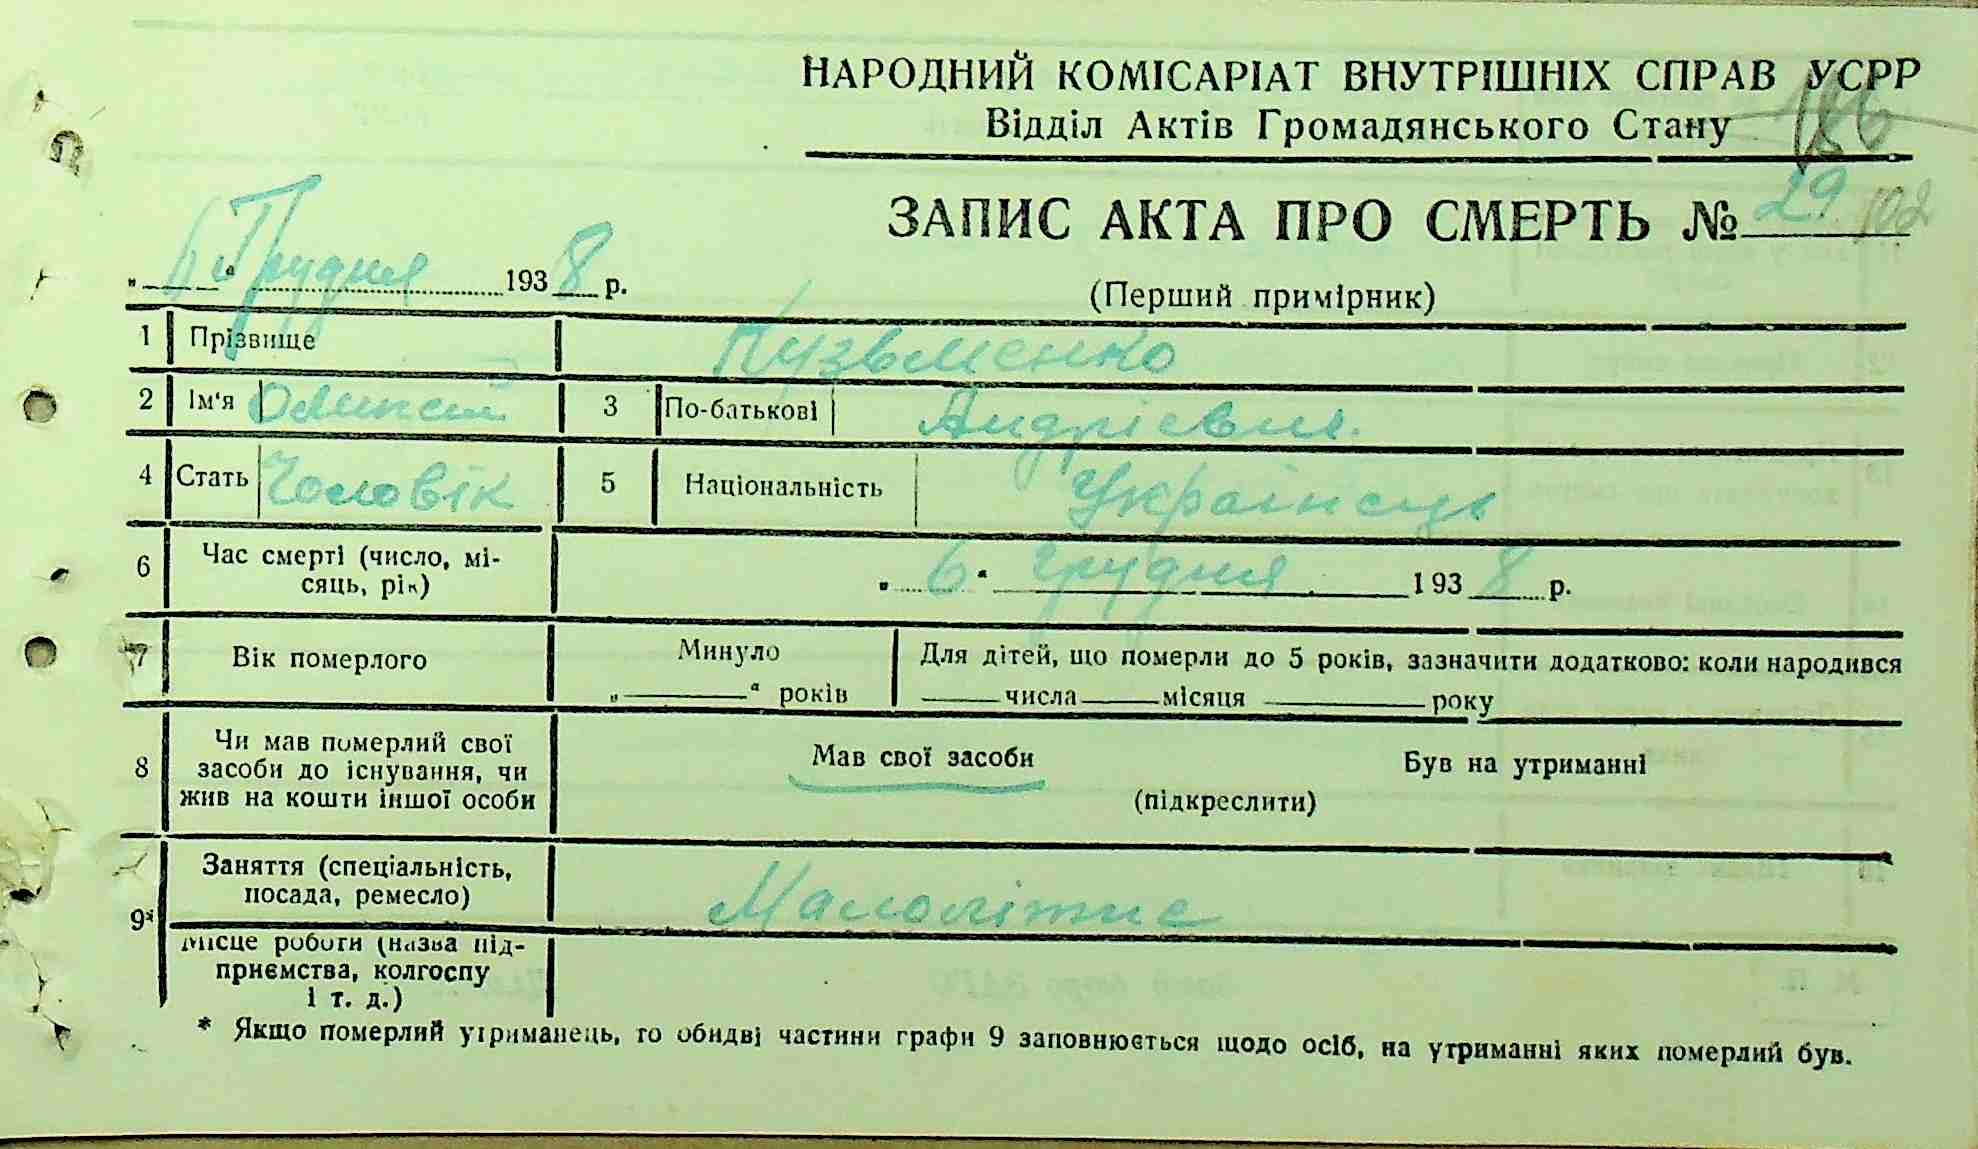 НАРОДНИЙ КОМІСАРІАТ ВНУТРІШНІХ СПРАВ УСРР
Відділ Актів Громадянського Стану
ЗАПИС АКТА ПРО СМЕРТЬ № 29 102
„6“ Грудня 1938 р.
(Перший примірник)
1 Прізвище Кузьменко
2 Ім'я 3 По-батькові Андрієвич
4 Стать Чоловік 5 Національність Українець
6 Час смерті (число, мі-
сяць, рік) „6“ грудня 1938 р.
7 Вік померлого Минуло „ “ років
Для дітей, що померли до 5 років, зазначити додатково: коли народився
числа місяця року
8 Чи мав померлий свої
засоби до існування, чи
жив на кошти іншої особи
Мав свої засоби Був на утриманні
(підкреслити)
9* Заняття (спеціальність,
посада, ремесло) Малолітнє
Місце роботи (назва під-
приємства, колгоспу
і т. д.)
* Якщо померлий утриманець, то обидві частини графи 9 заповнюється щодо осіб, на утриманні яких померлий був.